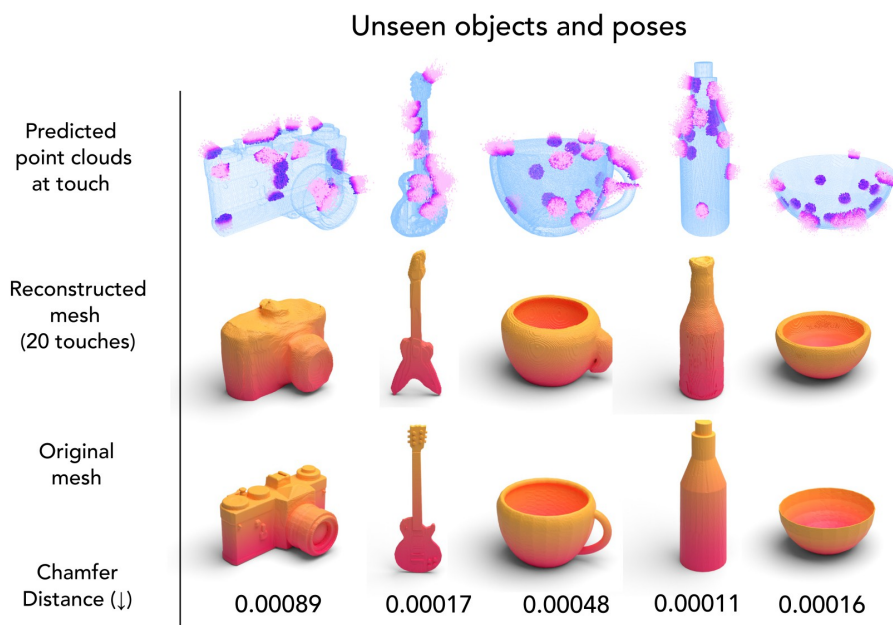 Unseen objects and poses
Predicted
point clouds
at touch
Reconstructed
mesh
(20 touches)
Original
mesh
Chamfer
Distance (↓)
0.00089 0.00017 0.00048 0.00011 0.00016